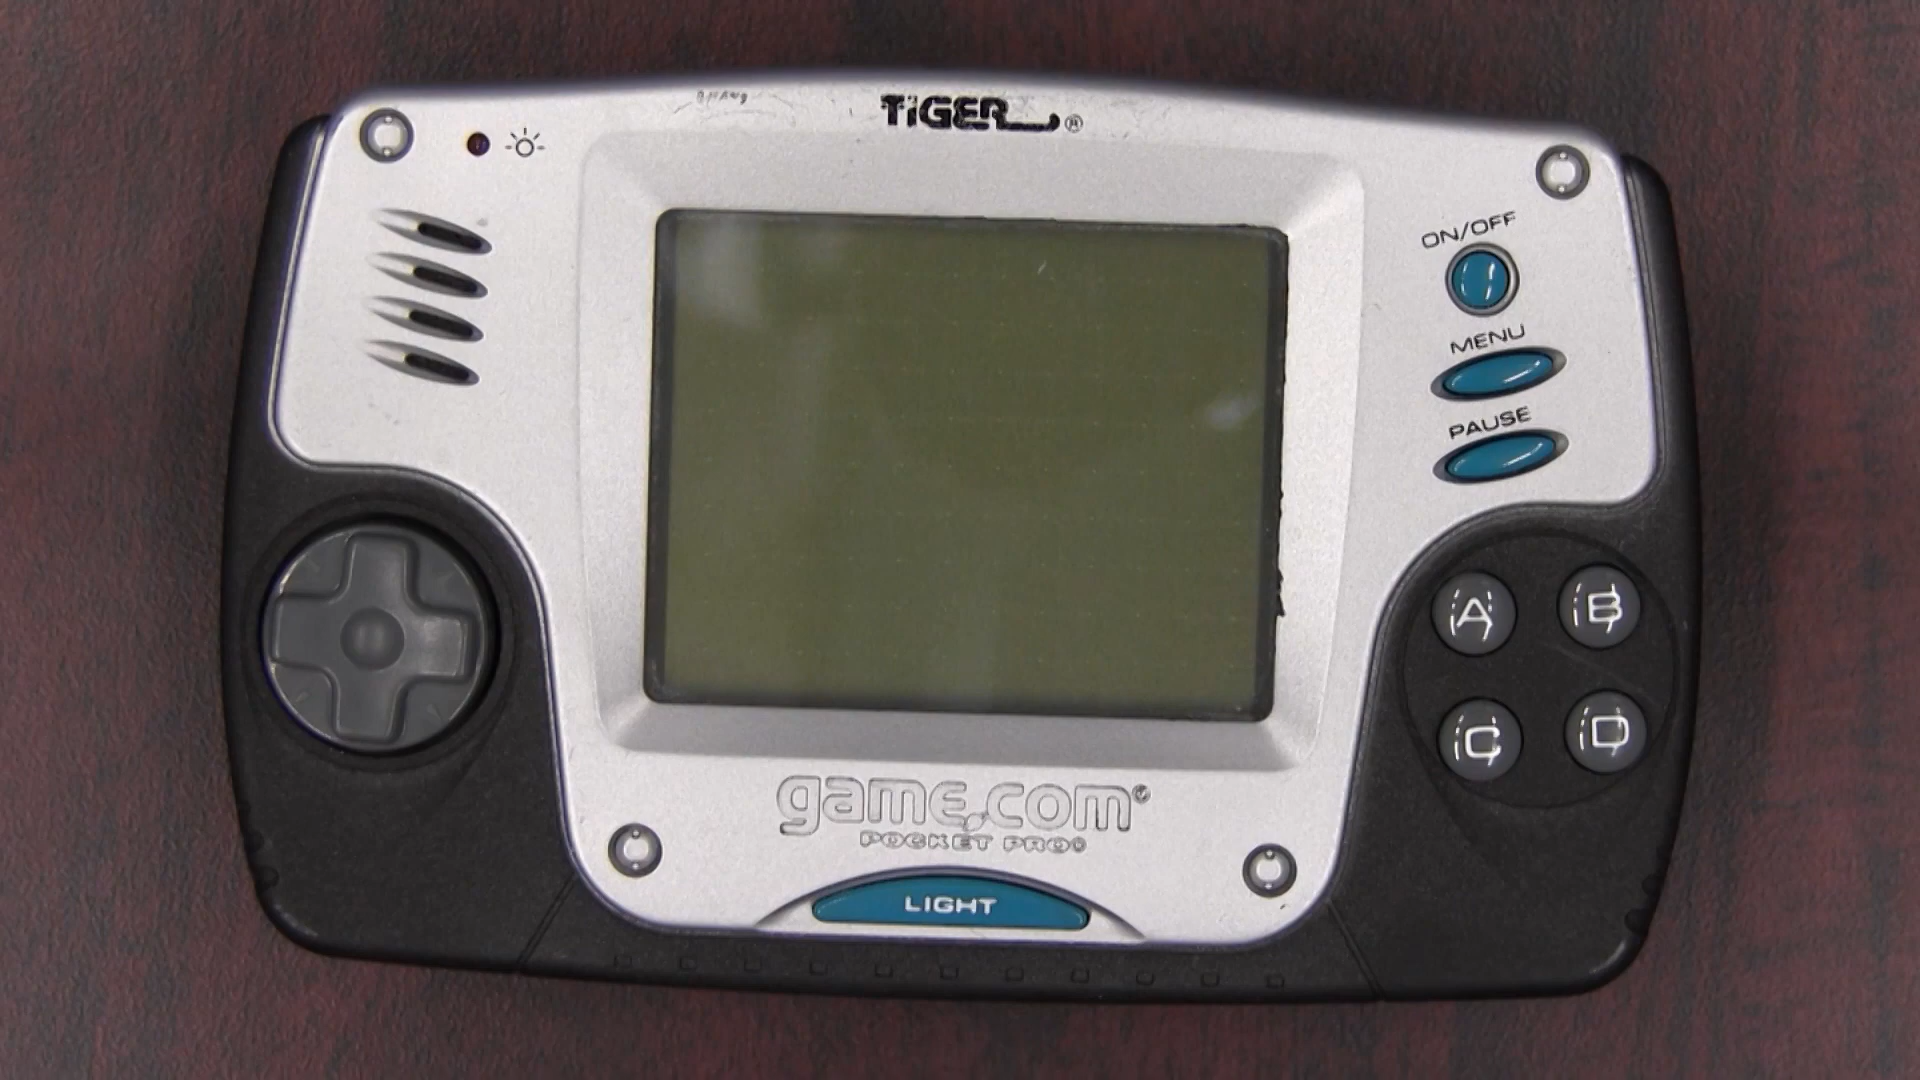 TiGER®
ON/OFF
MENU
PAUSE
A B
C D
game.com®
POCKET PRO®
LIGHT